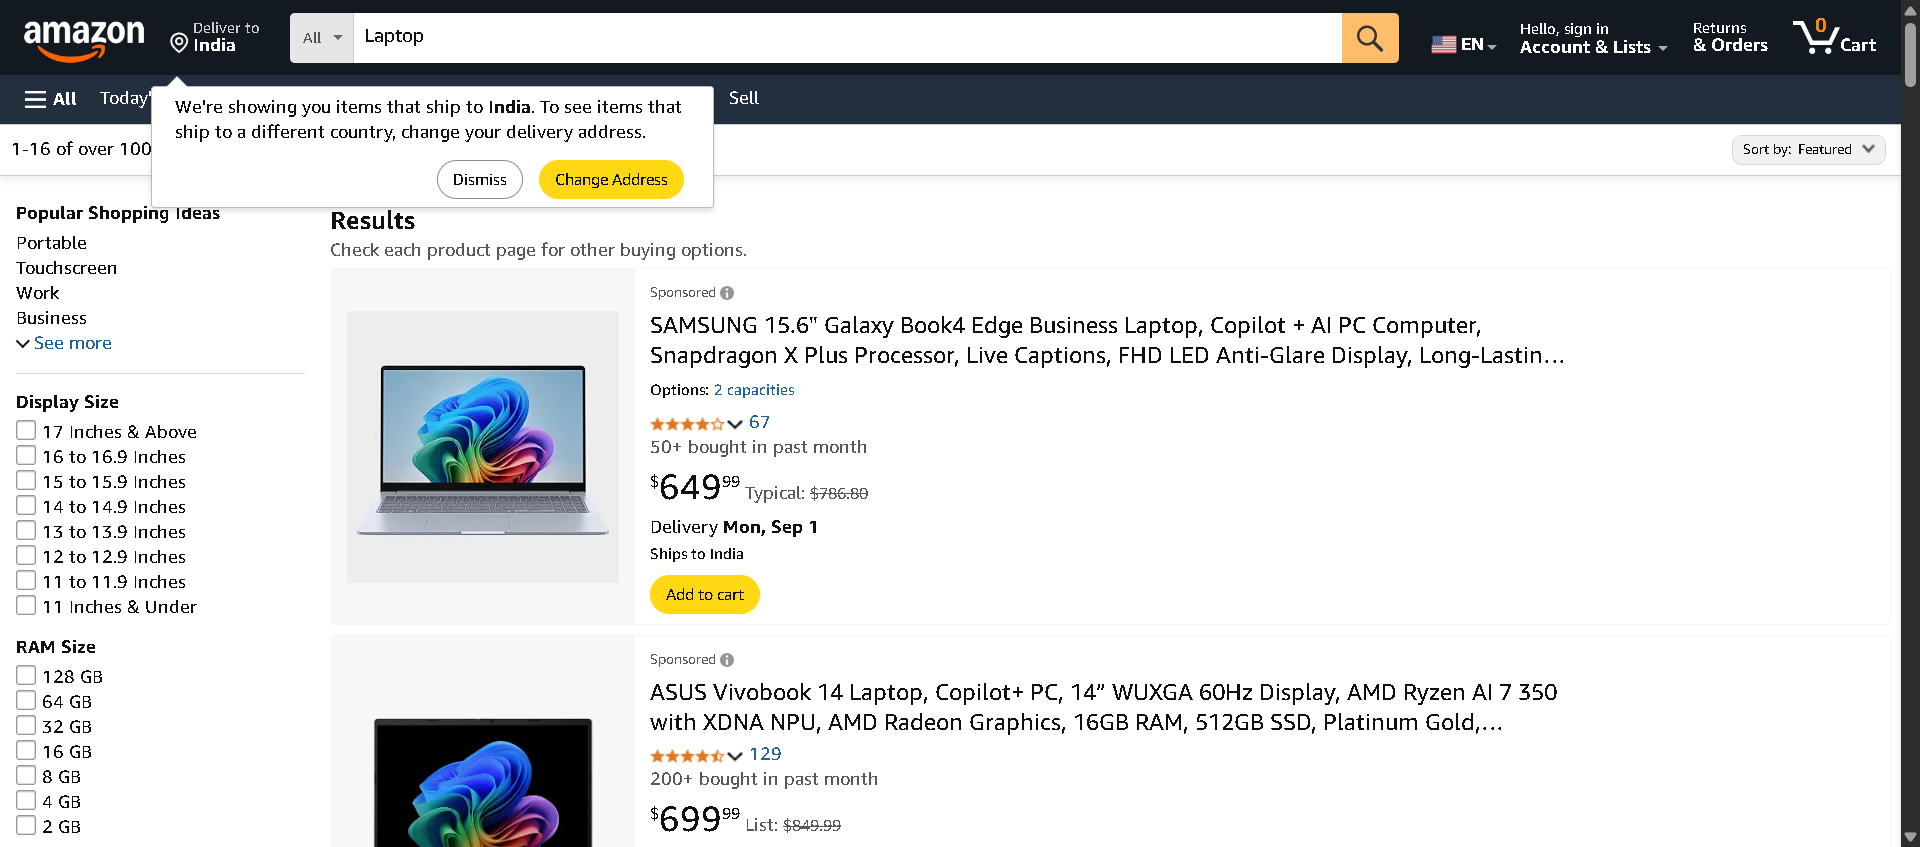 amazon
Deliver to
India
All
Laptop
EN
Hello, sign in
Account & Lists
Returns
& Orders
0
Cart
All
Today'
Sell
We're showing you items that ship to India. To see items that
ship to a different country, change your delivery address.
Dismiss
Change Address
1-16 of over 100
Sort by: Featured
Popular Shopping Ideas
Portable
Touchscreen
Work
Business
See more
Display Size
17 Inches & Above
16 to 16.9 Inches
15 to 15.9 Inches
14 to 14.9 Inches
13 to 13.9 Inches
12 to 12.9 Inches
11 to 11.9 Inches
11 Inches & Under
RAM Size
128 GB
64 GB
32 GB
16 GB
8 GB
4 GB
2 GB
Results
Check each product page for other buying options.
Sponsored
SAMSUNG 15.6" Galaxy Book4 Edge Business Laptop, Copilot + AI PC Computer,
Snapdragon X Plus Processor, Live Captions, FHD LED Anti-Glare Display, Long-Lastin…
Options: 2 capacities
67
50+ bought in past month
$649.99 Typical: $786.80
Delivery Mon, Sep 1
Ships to India
Add to cart
Sponsored
ASUS Vivobook 14 Laptop, Copilot+ PC, 14” WUXGA 60Hz Display, AMD Ryzen AI 7 350
with XDNA NPU, AMD Radeon Graphics, 16GB RAM, 512GB SSD, Platinum Gold,…
129
200+ bought in past month
$699.99 List: $849.99